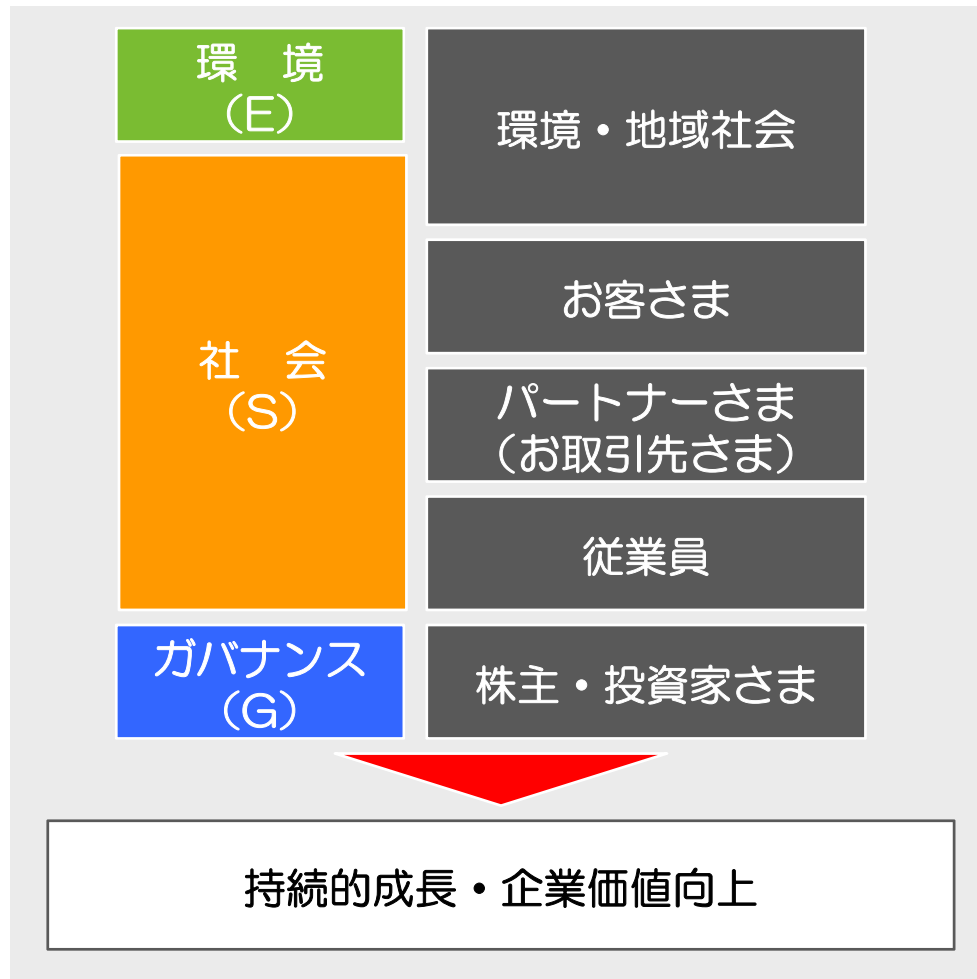 環　境
（E）
環境・地域社会
社　会
（S）
お客さま
パートナーさま
（お取引先さま）
従業員
ガバナンス
（G）
株主・投資家さま
持続的成長・企業価値向上